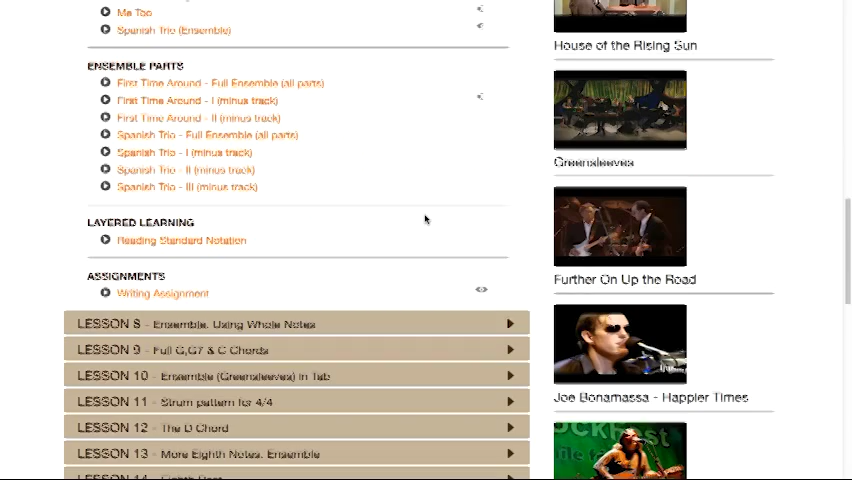 Me Too
Spanish Trio (Ensemble)
ENSEMBLE PARTS
First Time Around - Full Ensemble (all parts)
First Time Around - I (minus track)
First Time Around - II (minus track)
Spanish Trio - Full Ensemble (all parts)
Spanish Trio - I (minus track)
Spanish Trio - II (minus track)
Spanish Trio - III (minus track)
LAYERED LEARNING
Reading Standard Notation
ASSIGNMENTS
Writing Assignment
LESSON 8 - Ensemble, Using Whole Notes
LESSON 9 - Full G,G7 & C Chords
LESSON 10 - Ensemble (Greensleeves) In Tab
LESSON 11 - Strum pattern for 4/4
LESSON 12 - The D Chord
LESSON 13 - More Eighth Notes, Ensemble
LESSON 14 - Eighth Rest
House of the Rising Sun
Greensleeves
Further On Up the Road
Joe Bonamassa - Happier Times